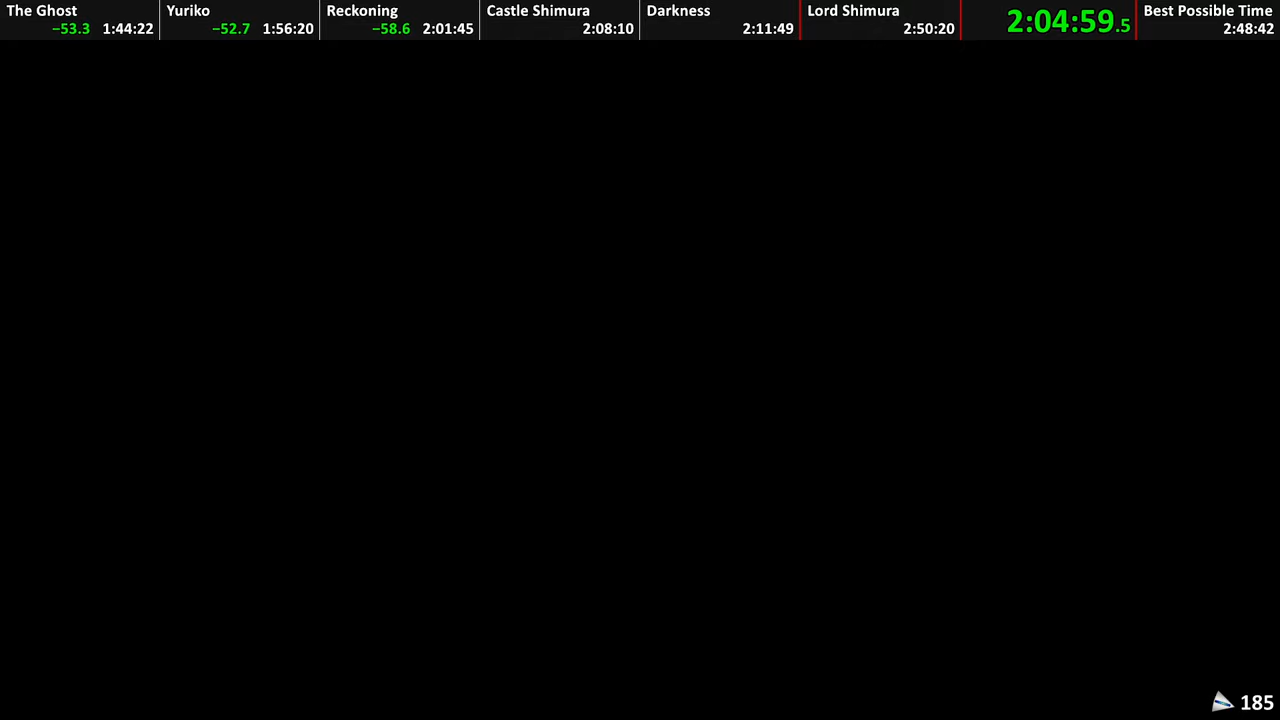 The Ghost
−53.3 1:44:22
Yuriko
−52.7 1:56:20
Reckoning
−58.6 2:01:45
Castle Shimura
2:08:10
Darkness
2:11:49
Lord Shimura
2:50:20
2:04:59.5
Best Possible Time
2:48:42
185